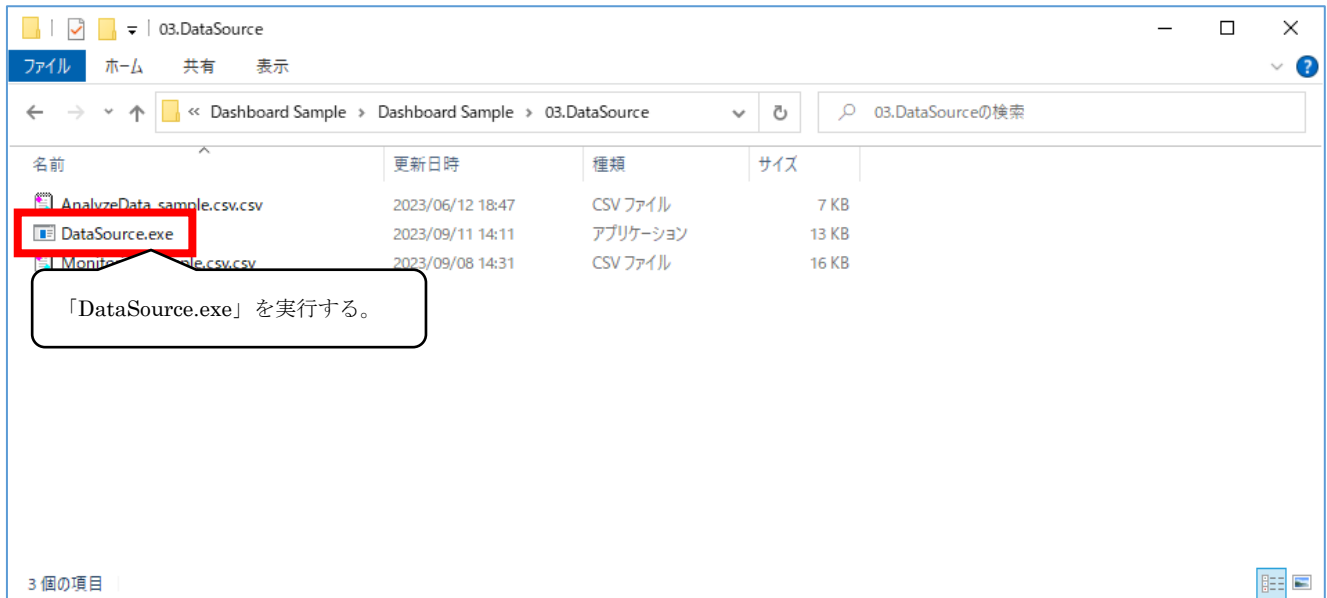 03.DataSource
ファイル ホーム 共有 表示
« Dashboard Sample > Dashboard Sample > 03.DataSource 03.DataSourceの検索
名前 更新日時 種類 サイズ
AnalyzeData_sample.csv.csv 2023/06/12 18:47 CSV ファイル 7 KB
DataSource.exe 2023/09/11 14:11 アプリケーション 13 KB
2023/09/08 14:31 CSV ファイル 16 KB
「DataSource.exe」を実行する。
3 個の項目